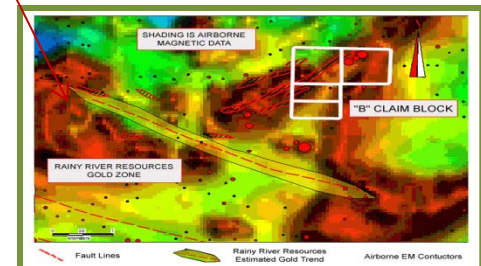 SHADING IS AIRBORNE
MAGNETIC DATA
"B" CLAIM BLOCK
RAINY RIVER RESOURCES
GOLD ZONE
Fault Lines
Rainy River Resources
Estimated Gold Trend
Airborne EM Contuctors